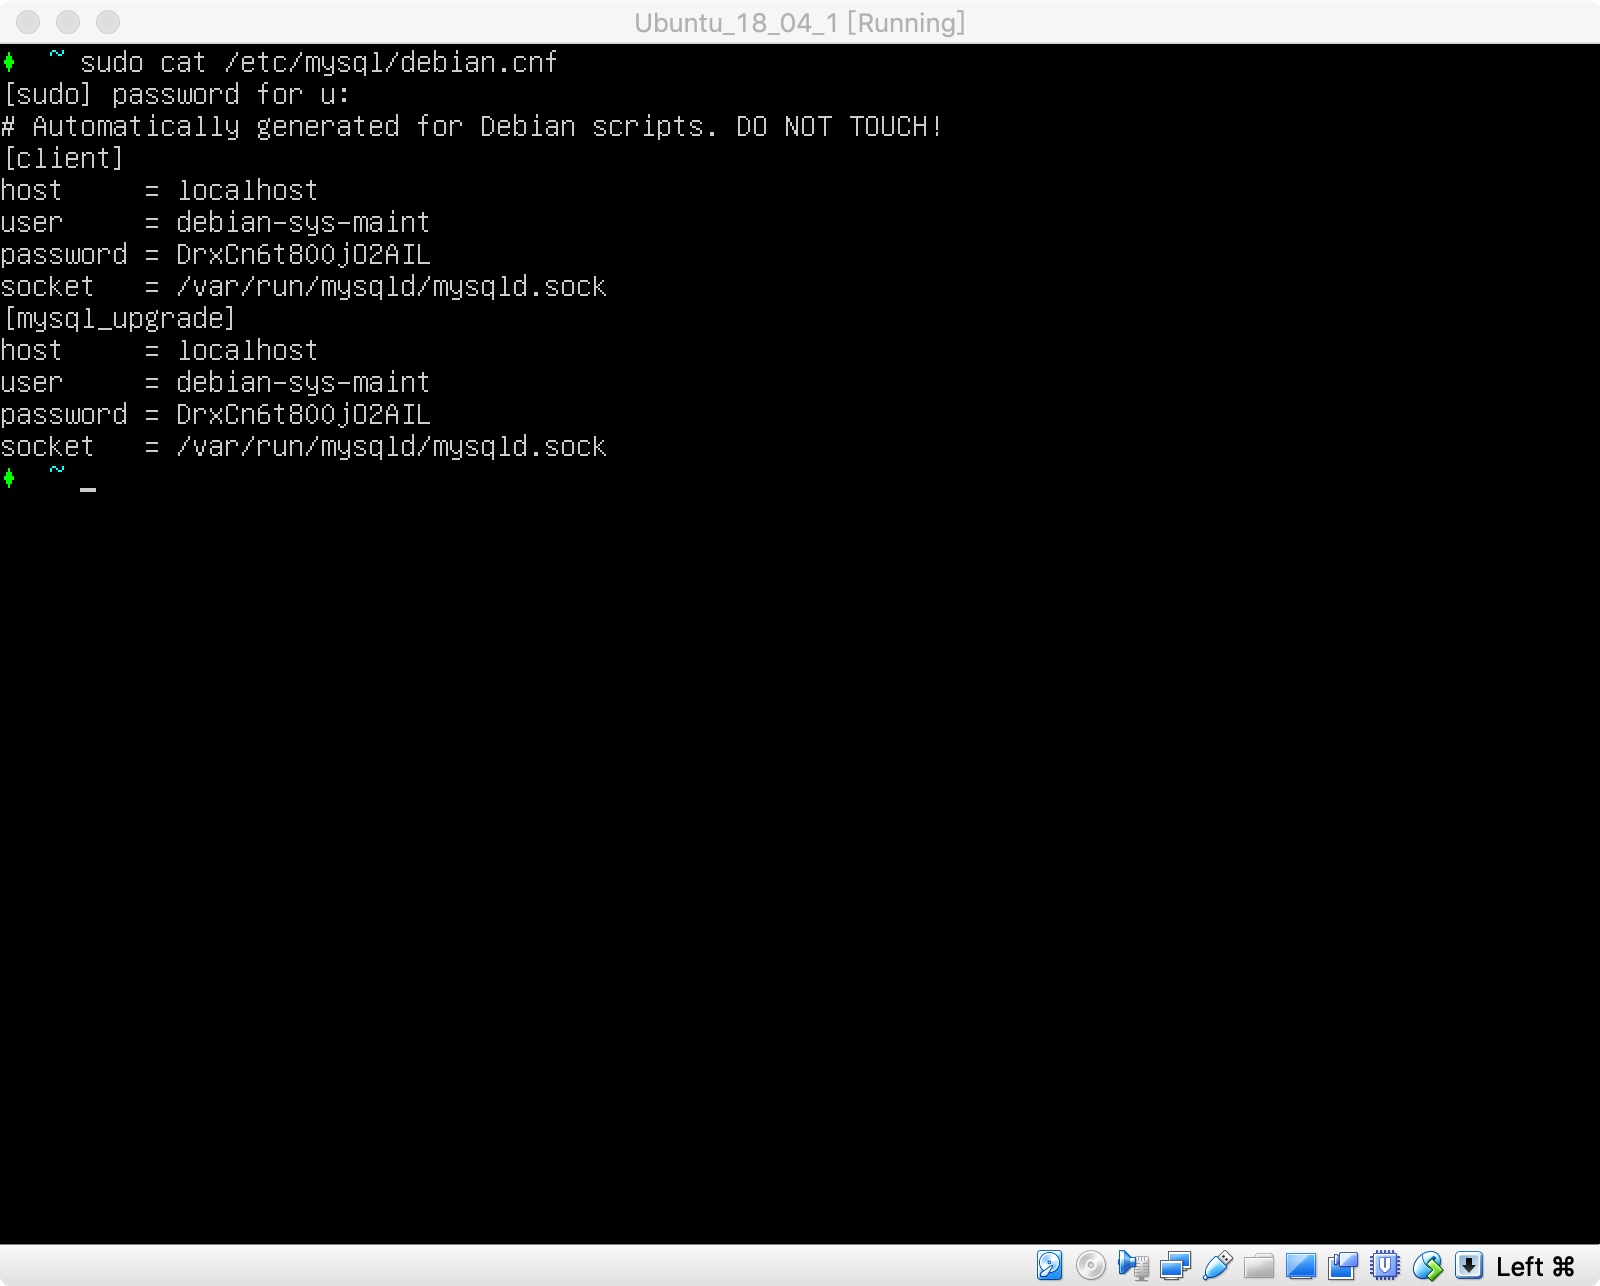 Ubuntu_18_04_1 [Running]
~ sudo cat /etc/mysql/debian.cnf
[sudo] password for u:
# Automatically generated for Debian scripts. DO NOT TOUCH!
[client]
host     = localhost
user     = debian-sys-maint
password = DrxCn6t800jO2AIL
socket   = /var/run/mysqld/mysqld.sock
[mysql_upgrade]
host     = localhost
user     = debian-sys-maint
password = DrxCn6t800jO2AIL
socket   = /var/run/mysqld/mysqld.sock
~ _
Left ⌘